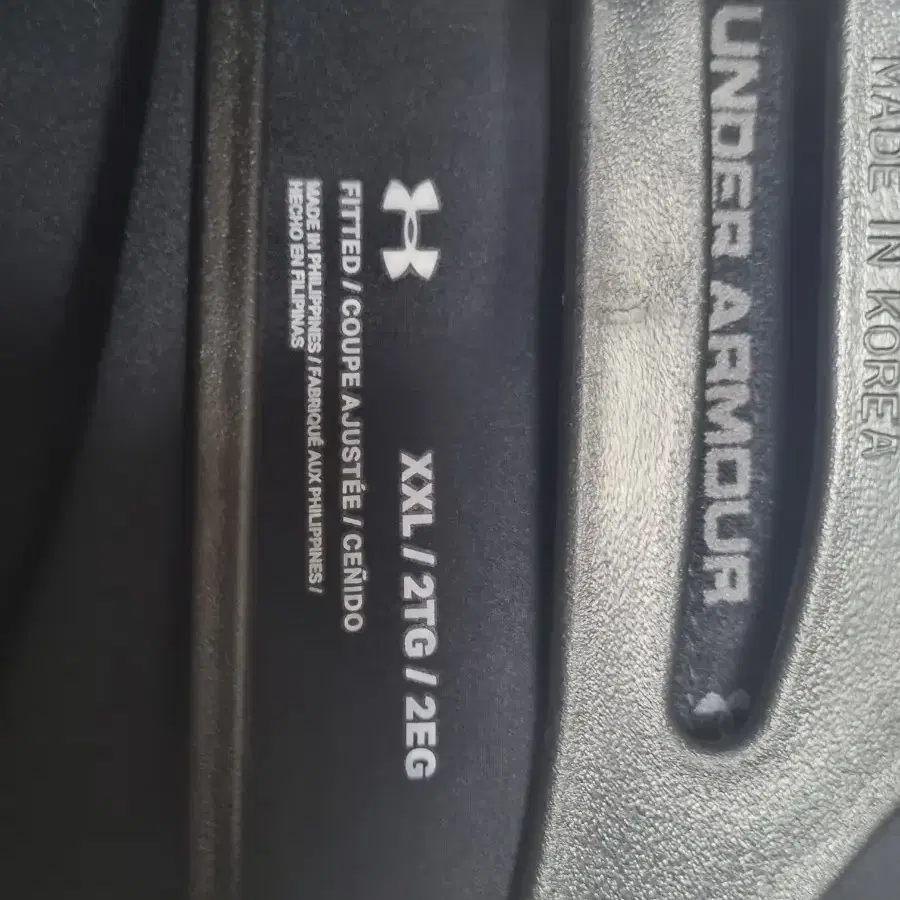 MADE IN KOREA
UNDER ARMOUR
XXL / 2TG / 2EG
FITTED / COUPE AJUSTÉE / CEÑIDO
MADE IN PHILIPPINES / FABRIQUÉ AUX PHILIPPINES /
HECHO EN FILIPINAS